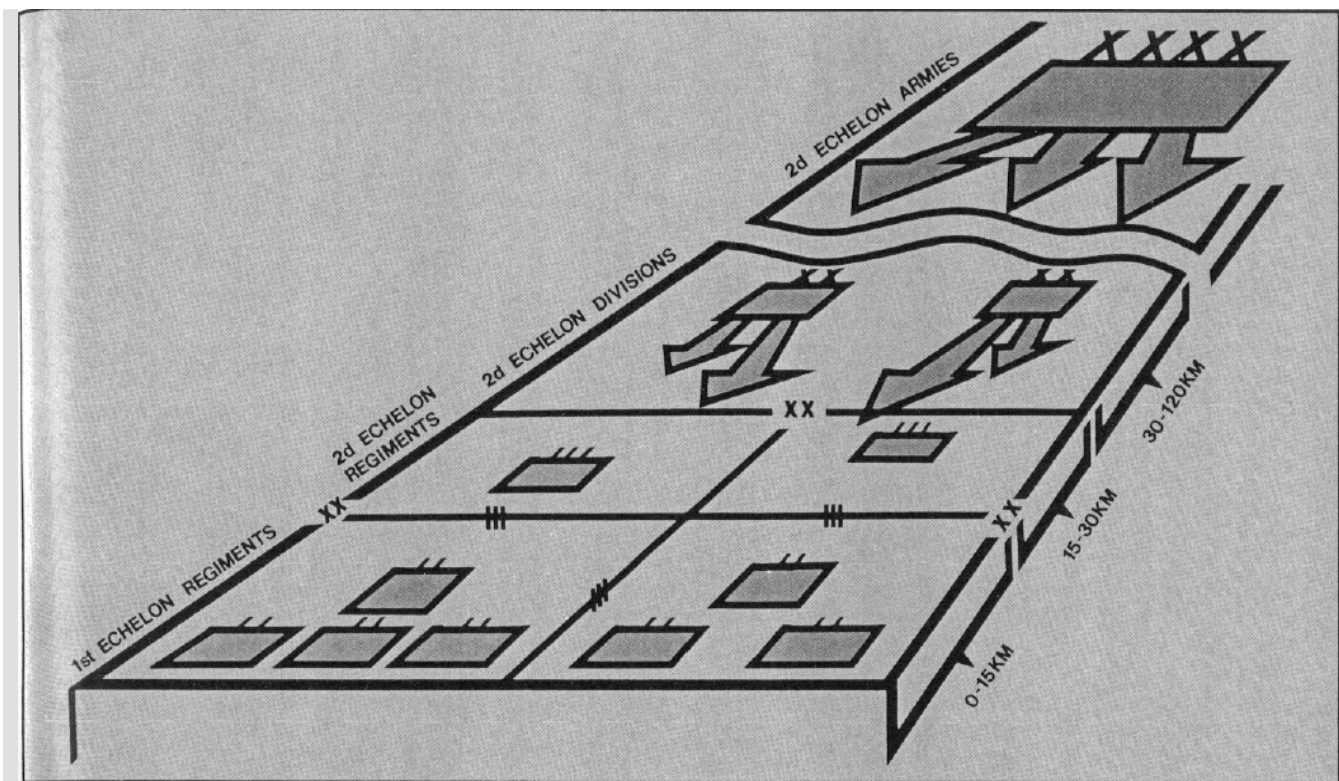 XXXX
2d ECHELON ARMIES
2d ECHELON DIVISIONS
XX
XX
30-120KM
XX
2d ECHELON
REGIMENTS
XX
XX
15-30KM
1st ECHELON REGIMENTS
0-15KM